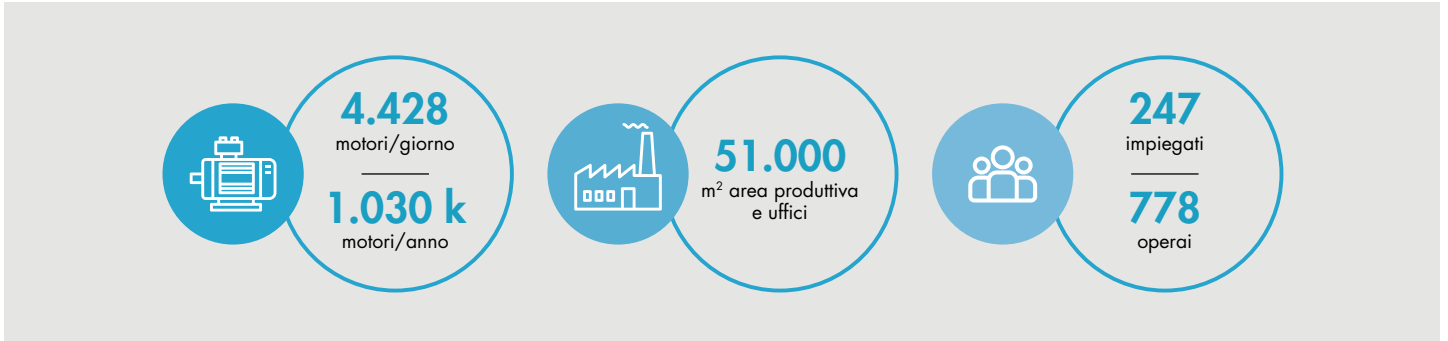 4.428
motori/giorno
1.030 k
motori/anno
51.000
m² area produttiva
e uffici
247
impiegati
778
operai